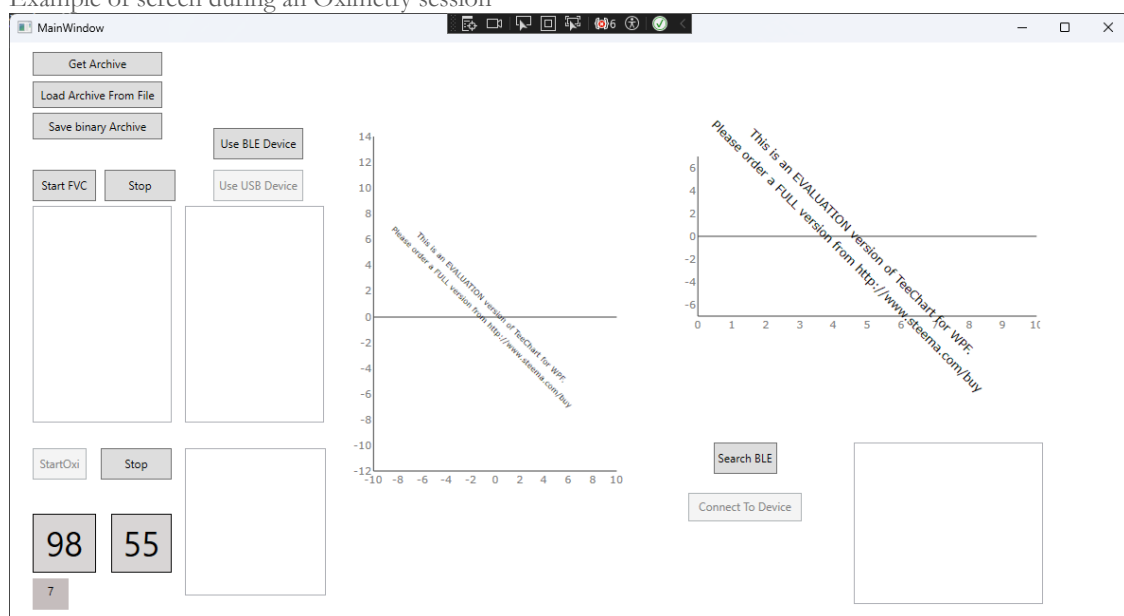 Example of screen during an Oximetry session
MainWindow
6
Get Archive
Load Archive From File
Save binary Archive
Use BLE Device
Start FVC
Stop
Use USB Device
14
12
10
8
6
4
2
0
-2
-4
-6
-8
-10
-12
-10 -8 -6 -4 -2 0 2 4 6 8 10
This is an EVALUATION version of TeeChart for WPF.
Please order a FULL version from http://www.steema.com/buy
6
4
2
0
-2
-4
-6
0 1 2 3 4 5 6 7 8 9 10
This is an EVALUATION version of TeeChart for WPF.
Please order a FULL version from http://www.steema.com/buy
StartOxi
Stop
Search BLE
Connect To Device
98
55
7